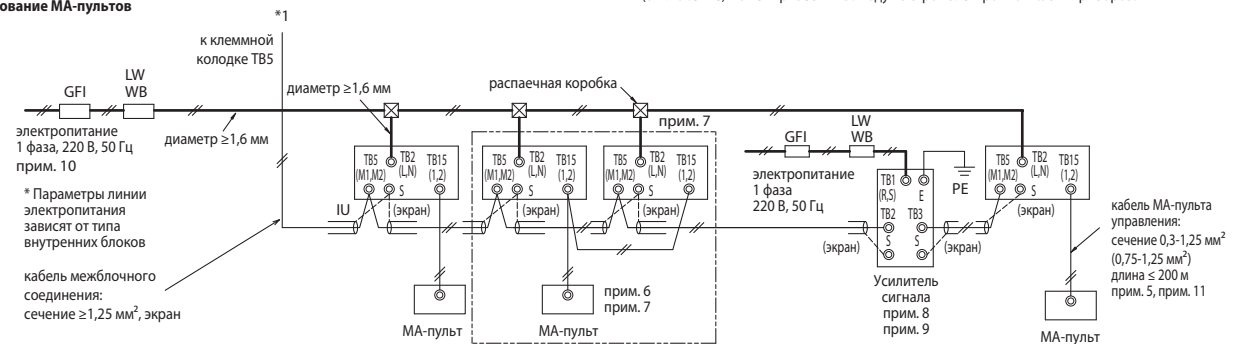 ование МА-пультов
*1
к клеммной
колодке TB5
GFI
LW
WB
диаметр ≥1,6 мм
распаечная коробка
прим. 7
электропитание
1 фаза, 220 В, 50 Гц
прим. 10
диаметр ≥1,6 мм
* Параметры линии
электропитания
зависят от типа
внутренних блоков
кабель межблочного
соединения:
сечение ≥1,25 мм², экран
IU
TB5
(M1,M2)
TB2
(L,N)
TB15
(1,2)
S
(экран)
МА-пульт
TB5
(M1,M2)
TB2
(L,N)
TB15
(1,2)
S
(экран)
МА-пульт
прим. 6
прим. 7
TB5
(M1,M2)
TB2
(L,N)
TB15
(1,2)
S
(экран)
GFI
LW
WB
электропитание
1 фаза
220 В, 50 Гц
TB1
(R,S)
E
PE
TB2
TB3
S
S
(экран)
(экран)
Усилитель
сигнала
прим. 8
прим. 9
TB5
(M1,M2)
TB2
(L,N)
TB15
(1,2)
S
(экран)
кабель МА-пульта
управления:
сечение 0,3-1,25 мм²
(0,75-1,25 мм²)
длина ≤ 200 м
прим. 5, прим. 11
МА-пульт